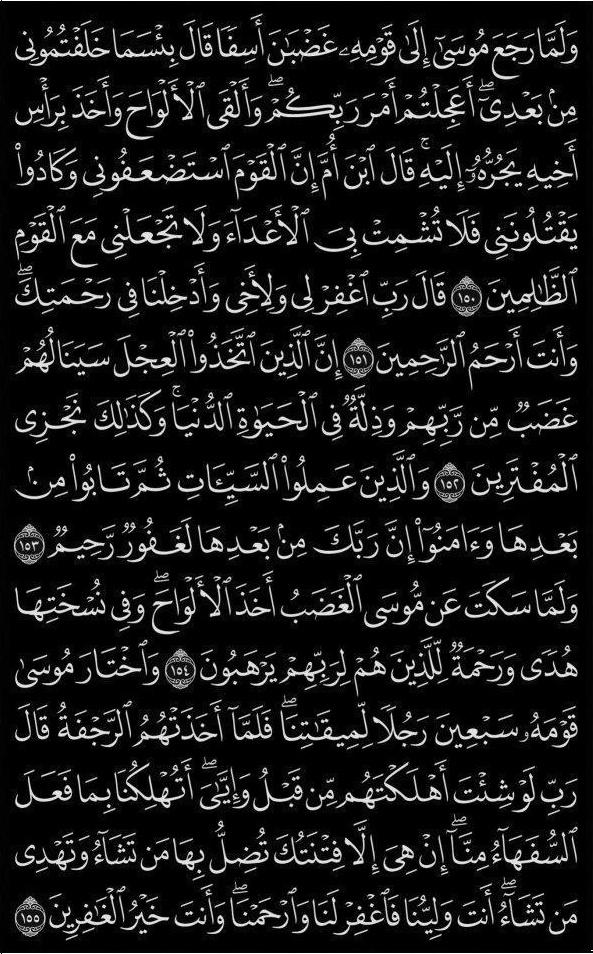 وَلَمَّا رَجَعَ مُوسَىٰٓ إِلَىٰ قَوْمِهِۦ غَضْبَٰنَ أَسِفًا قَالَ بِئْسَمَا خَلَفْتُمُونِى
مِنۢ بَعْدِىٓ ۖ أَعَجِلْتُمْ أَمْرَ رَبِّكُمْ ۖ وَأَلْقَى ٱلْأَلْوَاحَ وَأَخَذَ بِرَأْسِ
أَخِيهِ يَجُرُّهُۥٓ إِلَيْهِ ۚ قَالَ ٱبْنَ أُمَّ إِنَّ ٱلْقَوْمَ ٱسْتَضْعَفُونِى وَكَادُوا۟
يَقْتُلُونَنِى فَلَا تُشْمِتْ بِىَ ٱلْأَعْدَآءَ وَلَا تَجْعَلْنِى مَعَ ٱلْقَوْمِ
ٱلظَّٰلِمِينَ ١٥٠ قَالَ رَبِّ ٱغْفِرْ لِى وَلِأَخِى وَأَدْخِلْنَا فِى رَحْمَتِكَ ۖ
وَأَنتَ أَرْحَمُ ٱلرَّٰحِمِينَ ١٥١ إِنَّ ٱلَّذِينَ ٱتَّخَذُوا۟ ٱلْعِجْلَ سَيَنَالُهُمْ
غَضَبٌ مِّن رَّبِّهِمْ وَذِلَّةٌ فِى ٱلْحَيَوٰةِ ٱلدُّنْيَا ۚ وَكَذَٰلِكَ نَجْزِى
ٱلْمُفْتَرِينَ ١٥٢ وَٱلَّذِينَ عَمِلُوا۟ ٱلسَّيِّـَٔاتِ ثُمَّ تَابُوا۟ مِنۢ
بَعْدِهَا وَءَامَنُوٓا۟ إِنَّ رَبَّكَ مِنۢ بَعْدِهَا لَغَفُورٌ رَّحِيمٌ ١٥٣
وَلَمَّا سَكَتَ عَن مُّوسَى ٱلْغَضَبُ أَخَذَ ٱلْأَلْوَاحَ ۖ وَفِى نُسْخَتِهَا
هُدًى وَرَحْمَةٌ لِّلَّذِينَ هُمْ لِرَبِّهِمْ يَرْهَبُونَ ١٥٤ وَٱخْتَارَ مُوسَىٰ
قَوْمَهُۥ سَبْعِينَ رَجُلًا لِّمِيقَٰتِنَا ۖ فَلَمَّآ أَخَذَتْهُمُ ٱلرَّجْفَةُ قَالَ
رَبِّ لَوْ شِئْتَ أَهْلَكْتَهُم مِّن قَبْلُ وَإِيَّٰىَ ۖ أَتُهْلِكُنَا بِمَا فَعَلَ
ٱلسُّفَهَآءُ مِنَّآ ۖ إِنْ هِىَ إِلَّا فِتْنَتُكَ تُضِلُّ بِهَا مَن تَشَآءُ وَتَهْدِى
مَن تَشَآءُ ۖ أَنتَ وَلِيُّنَا فَٱغْفِرْ لَنَا وَٱرْحَمْنَا ۖ وَأَنتَ خَيْرُ ٱلْغَٰفِرِينَ ١٥٥